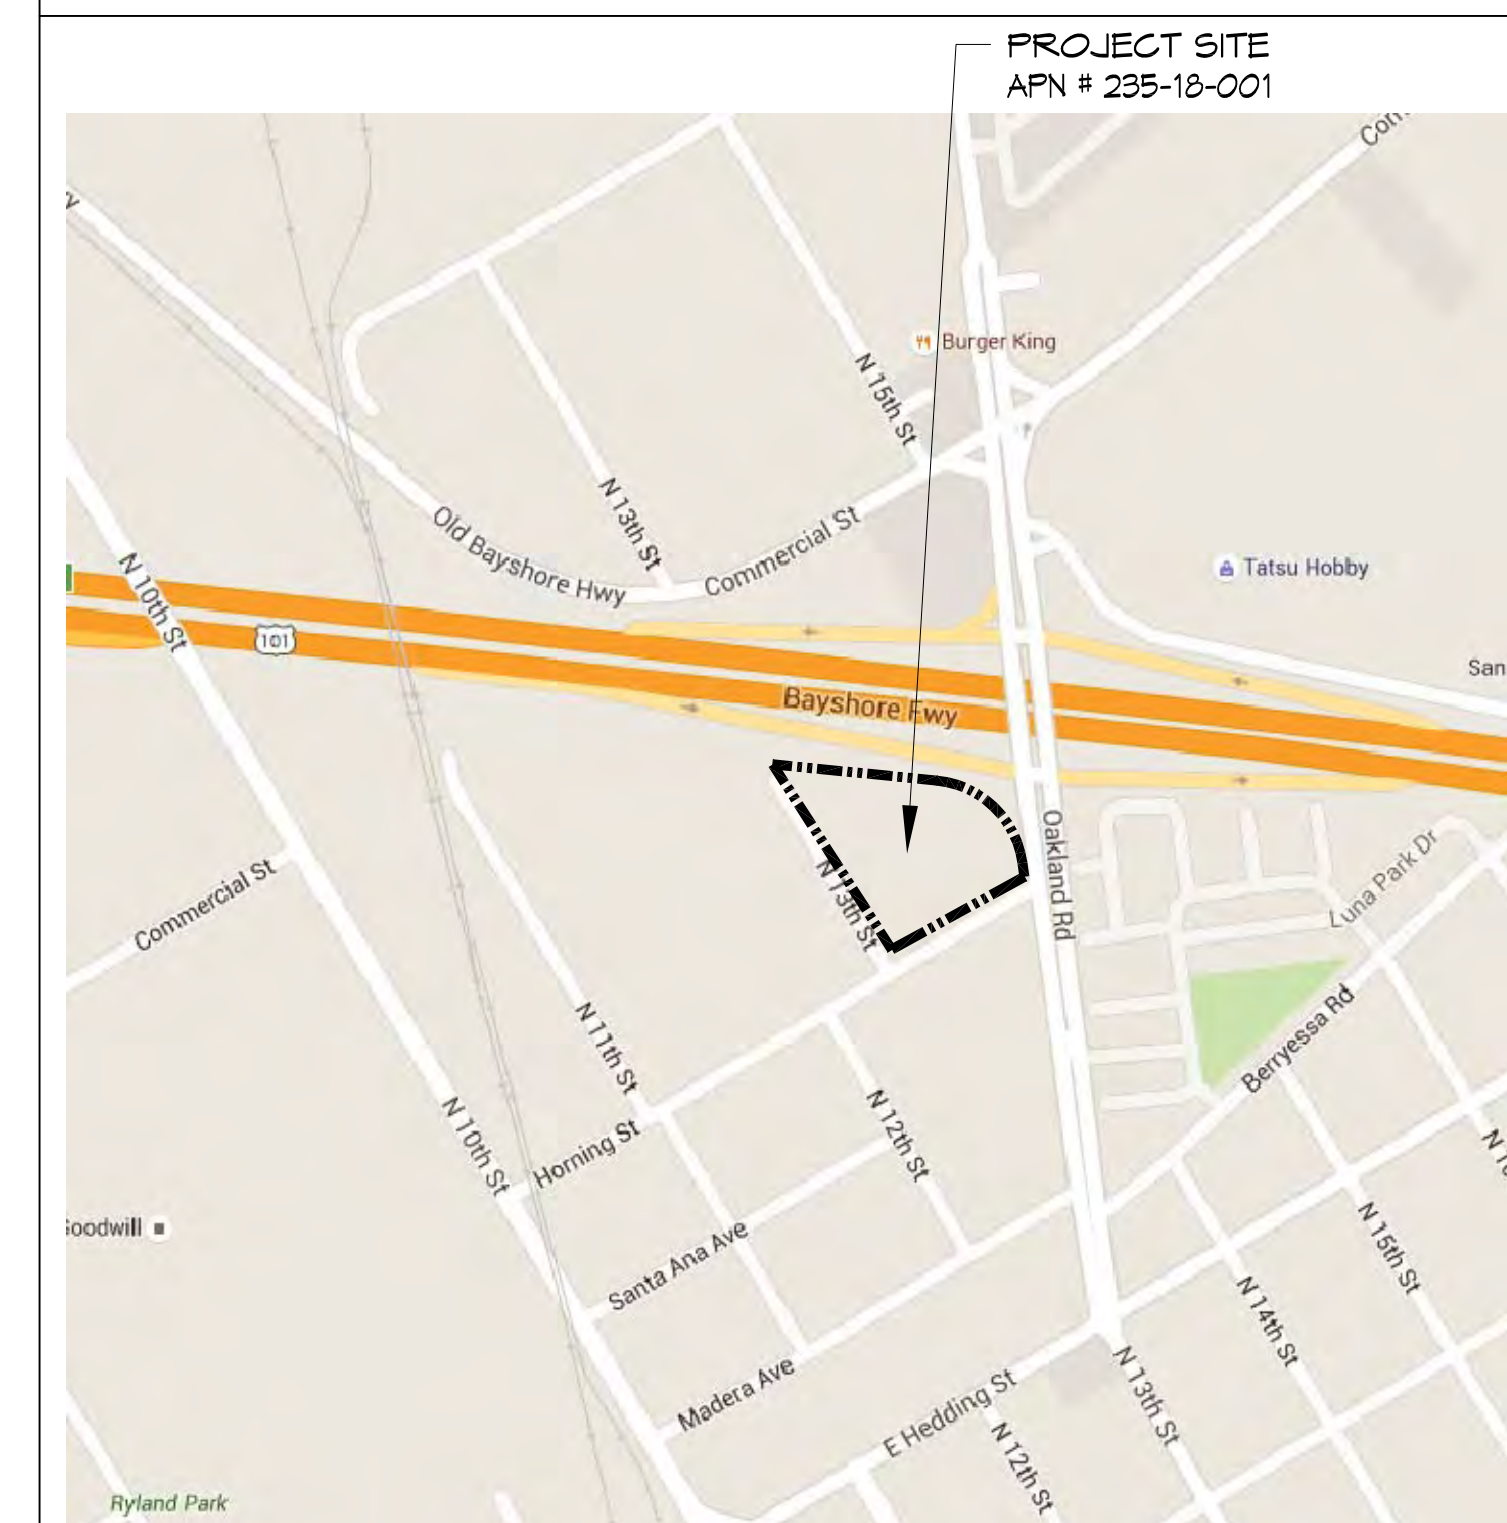 PROJECT SITE
APN # 235-18-001
Burger King
N 15th St
N 13th St
Old Bayshore Hwy
Commercial St
Tatsu Hobby
N 10th St
101
San
Bayshore Fwy
Oakland Rd
Luna Park Dr
N 13th St
Commercial St
Berryessa Rd
N 11th St
N 10th St
Horning St
N 12th St
oodwill
Santa Ana Ave
N 15th St
N 14th St
Madera Ave
E Hedding St
N 13th St
N 12th St
Ryland Park